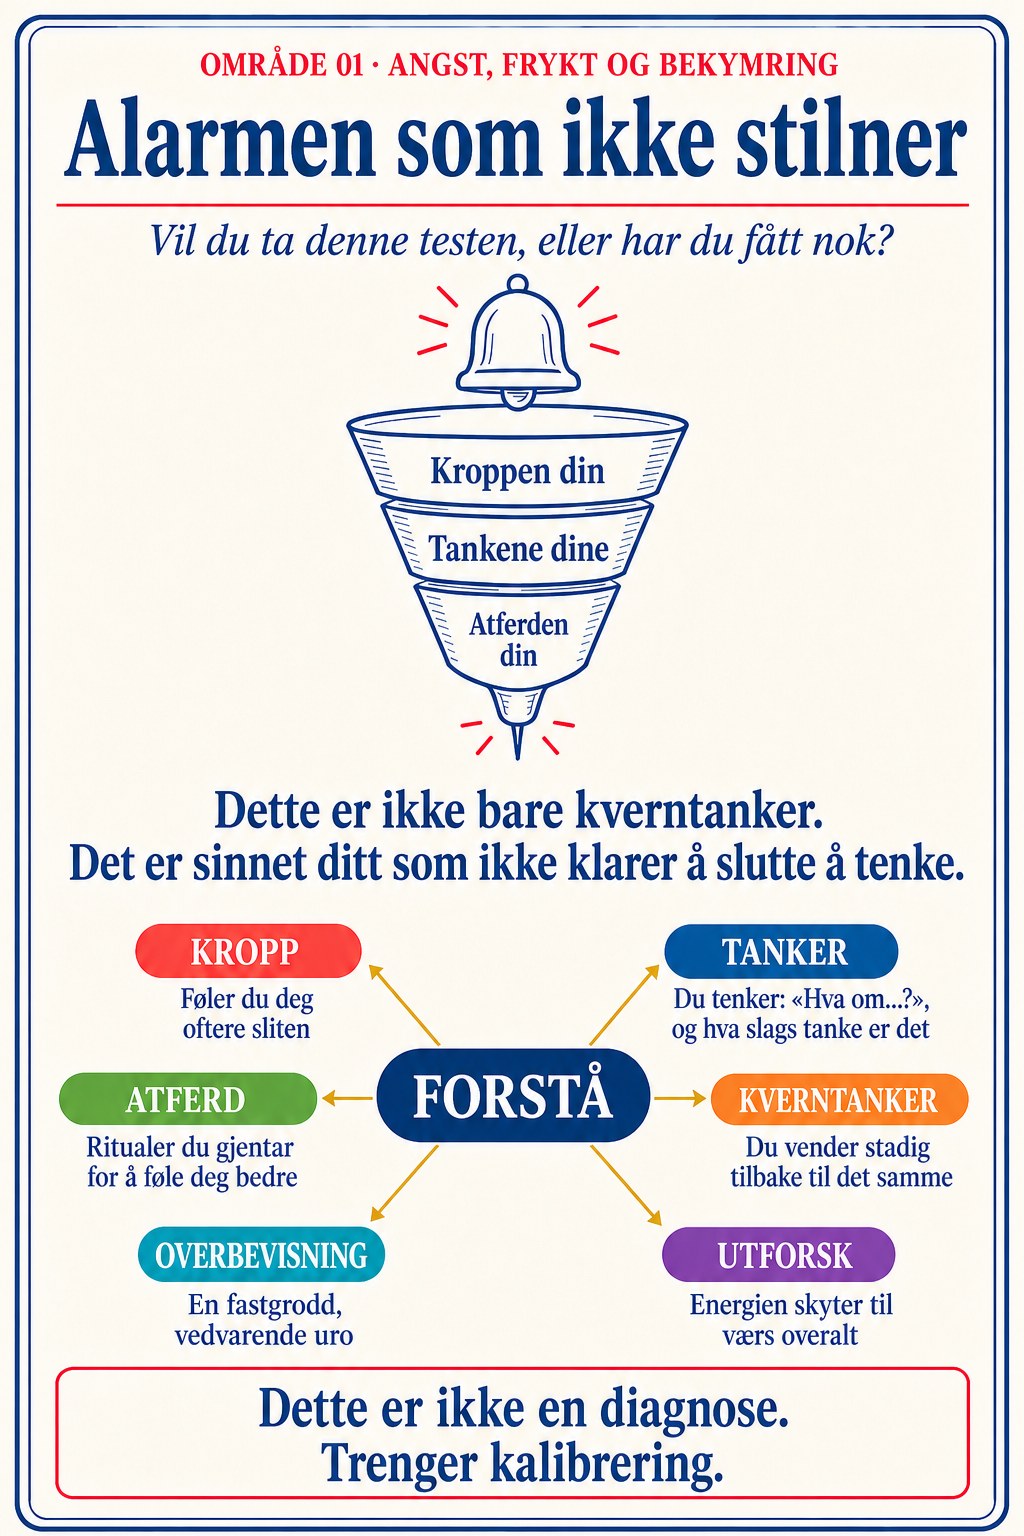 OMRÅDE 01 · ANGST, FRYKT OG BEKYMRING
Alarmen som ikke stilner
Vil du ta denne testen, eller har du fått nok?
Kroppen din
Tankene dine
Atferden
din
Dette er ikke bare kverntanker.
Det er sinnet ditt som ikke klarer å slutte å tenke.
KROPP
Føler du deg
oftere sliten
TANKER
Du tenker: «Hva om...?»,
og hva slags tanke er det
FORSTÅ
ATFERD
Ritualer du gjentar
for å føle deg bedre
KVERNTANKER
Du vender stadig
tilbake til det samme
OVERBEVISNING
En fastgrodd,
vedvarende uro
UTFORSK
Energien skyter til
værs overalt
Dette er ikke en diagnose.
Trenger kalibrering.